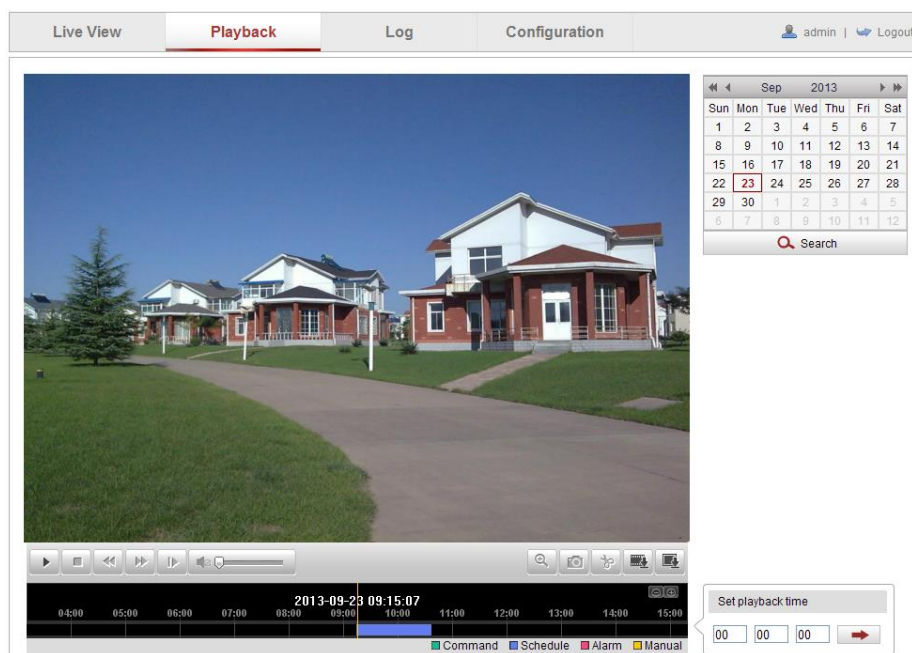 Live View Playback Log Configuration admin | Logout
Sep 2013
Sun Mon Tue Wed Thu Fri Sat
1 2 3 4 5 6 7
8 9 10 11 12 13 14
15 16 17 18 19 20 21
22 23 24 25 26 27 28
29 30 1 2 3 4 5
6 7 8 9 10 11 12
Search
2013-09-23 09:15:07
04:00 05:00 06:00 07:00 08:00 09:00 10:00 11:00 12:00 13:00 14:00 15:00
Command Schedule Alarm Manual
Set playback time
00 00 00